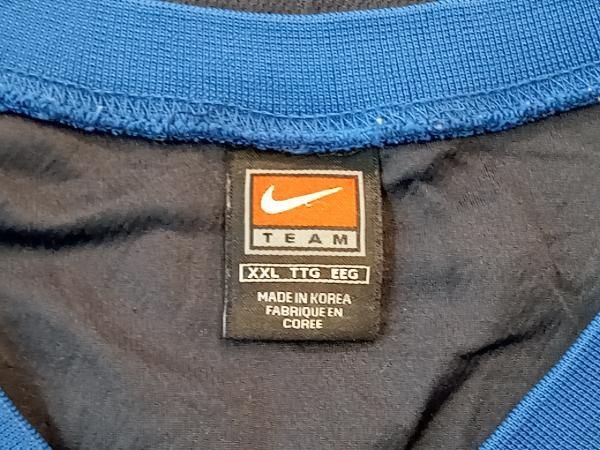 TEAM
XXL TTG EEG
MADE IN KOREA
FABRIQUE EN
COREE